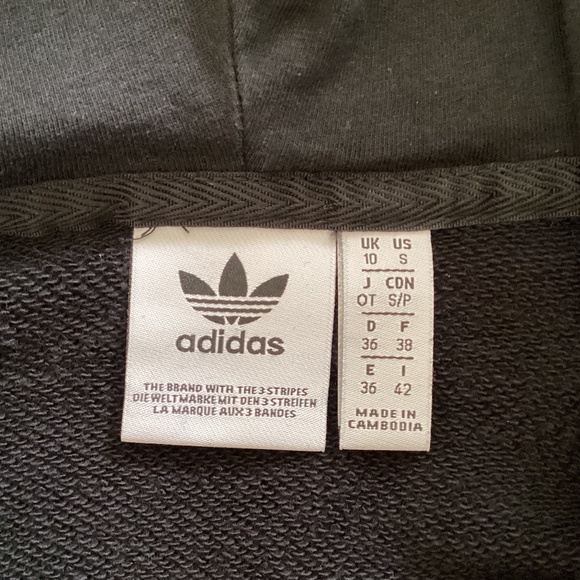 adidas
THE BRAND WITH THE 3 STRIPES
DIE WELTMARKE MIT DEN 3 STREIFEN
LA MARQUE AUX 3 BANDES
UK US
10 S
J CDN
OT S/P
D F
36 38
E I
36 42
MADE IN
CAMBODIA